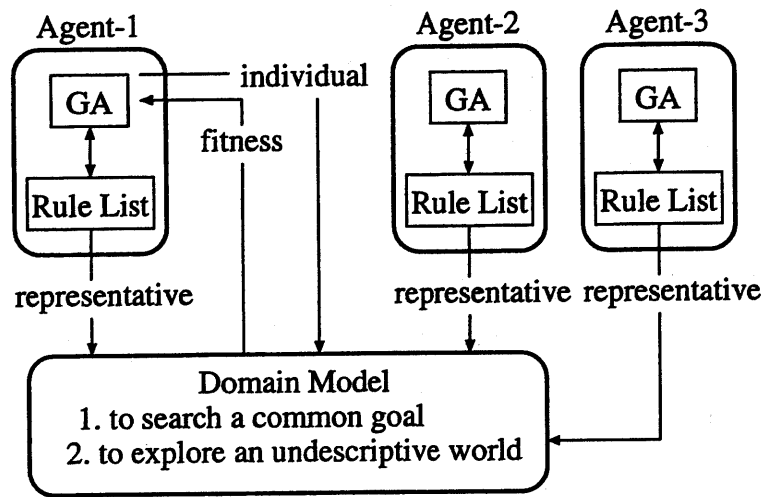 Agent-1
Agent-2
Agent-3
GA
individual
fitness
GA
GA
Rule List
Rule List
Rule List
representative
representative
representative
Domain Model
1. to search a common goal
2. to explore an undescriptive world